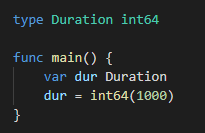 type Duration int64

func main() {
    var dur Duration
    dur = int64(1000)
}